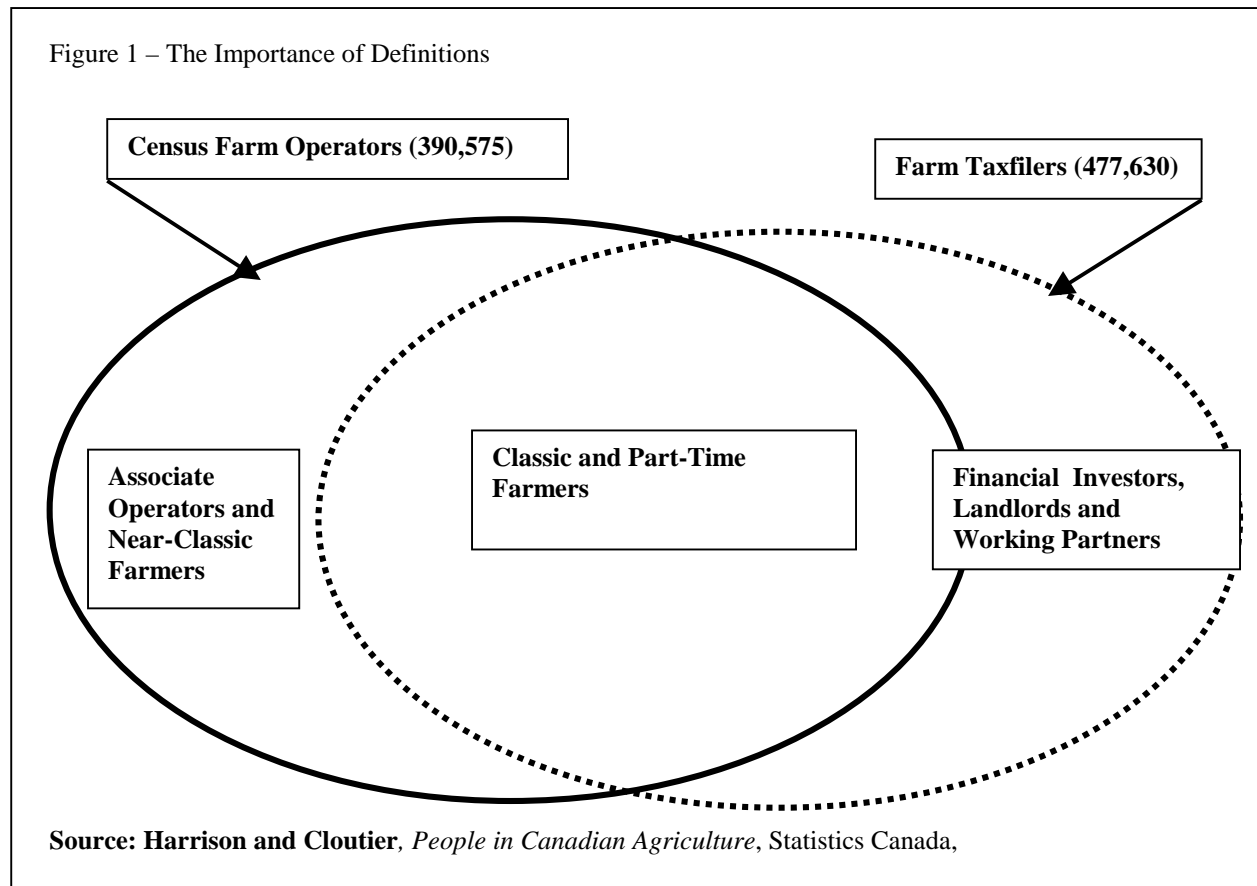 Figure 1 – The Importance of Definitions
Census Farm Operators (390,575)
Farm Taxfilers (477,630)
Associate
Operators and
Near-Classic
Farmers
Classic and Part-Time
Farmers
Financial Investors,
Landlords and
Working Partners
Source: Harrison and Cloutier, People in Canadian Agriculture, Statistics Canada,